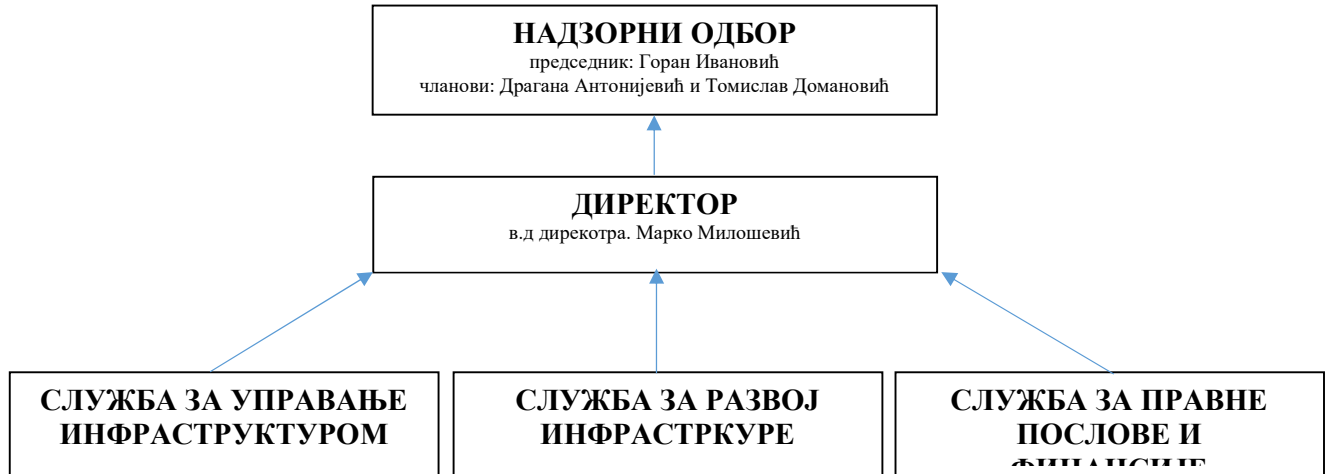 НАДЗОРНИ ОДБОР
председник: Горан Ивановић
чланови: Драгана Антонијевић и Томислав Домановић
ДИРЕКТОР
в.д дирекотра. Марко Милошевић
СЛУЖБА ЗА УПРАВАЊЕ
ИНФРАСТРУКТУРОМ
СЛУЖБА ЗА РАЗВОЈ
ИНФРАСТРКУРЕ
СЛУЖБА ЗА ПРАВНЕ
ПОСЛОВЕ И
ФИНАНСИЈЕ